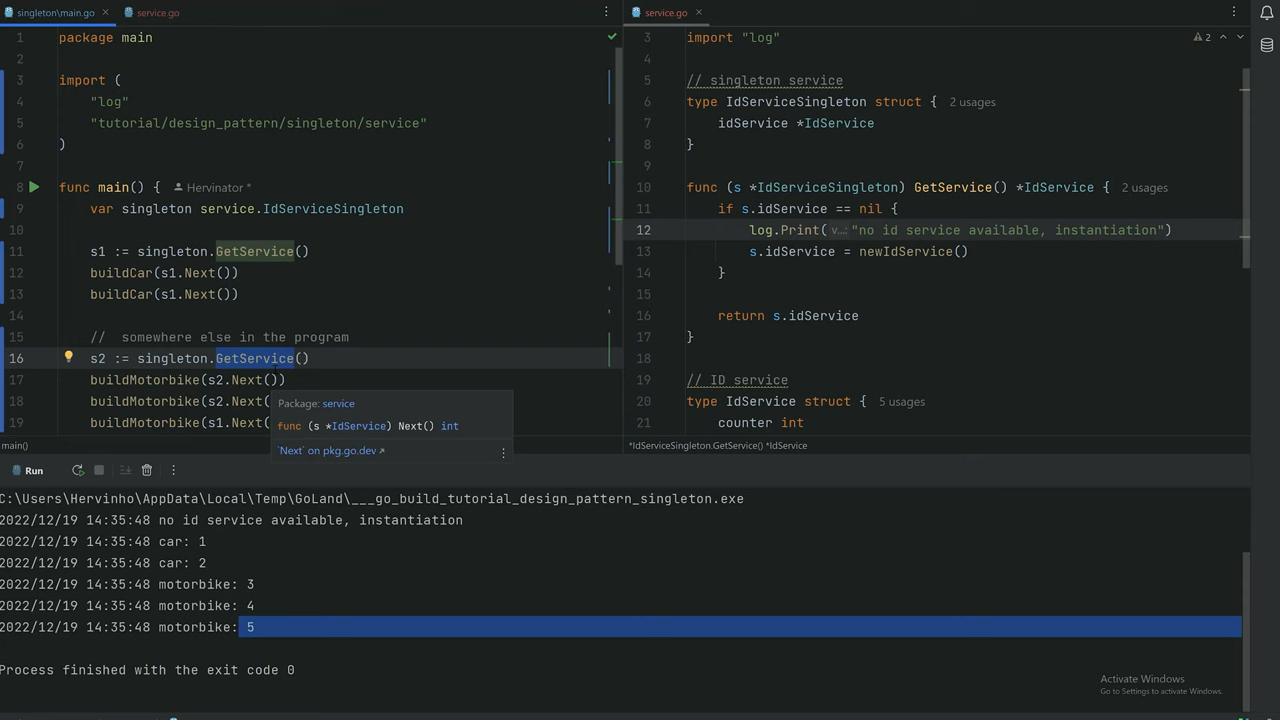 singleton\main.go
service.go
service.go
1 package main
2
3 import (
4 "log"
5 "tutorial/design_pattern/singleton/service"
6 )
7
8 func main() { Hervinator *
9 var singleton service.IdServiceSingleton
10
11 s1 := singleton.GetService()
12 buildCar(s1.Next())
13 buildCar(s1.Next())
14
15 // somewhere else in the program
16 s2 := singleton.GetService()
17 buildMotorbike(s2.Next())
18 buildMotorbike(s2.Next(
19 buildMotorbike(s1.Next(
Package: service
func (s *IdService) Next() int
`Next` on pkg.go.dev
main()
3 import "log"
2
5 // singleton service
6 type IdServiceSingleton struct { 2 usages
7 idService *IdService
8 }
9
10 func (s *IdServiceSingleton) GetService() *IdService { 2 usages
11 if s.idService == nil {
12 log.Print( v...: "no id service available, instantiation")
13 s.idService = newIdService()
14 }
15
16 return s.idService
17 }
18
19 // ID service
20 type IdService struct { 5 usages
21 counter int
*IdServiceSingleton.GetService() *IdService
Run
C:\Users\Hervinho\AppData\Local\Temp\GoLand\___go_build_tutorial_design_pattern_singleton.exe
2022/12/19 14:35:48 no id service available, instantiation
2022/12/19 14:35:48 car: 1
2022/12/19 14:35:48 car: 2
2022/12/19 14:35:48 motorbike: 3
2022/12/19 14:35:48 motorbike: 4
2022/12/19 14:35:48 motorbike: 5
Process finished with the exit code 0
Activate Windows
Go to Settings to activate Windows.